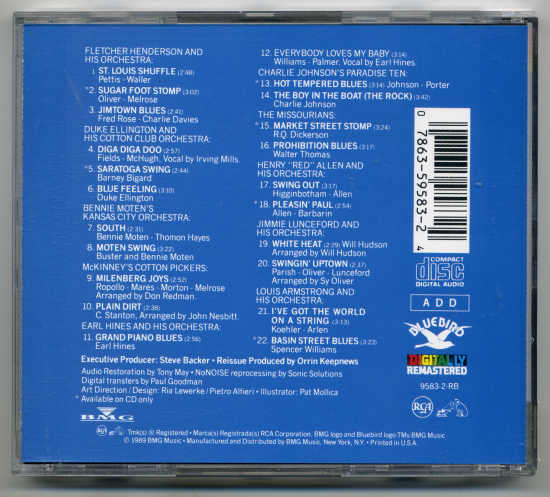 FLETCHER HENDERSON AND
HIS ORCHESTRA:
1. ST. LOUIS SHUFFLE (2:48)
Pettis - Waller
*2. SUGAR FOOT STOMP (3:02)
Oliver - Melrose
3. JIMTOWN BLUES (2:41)
Fred Rose - Charlie Davies
DUKE ELLINGTON AND
HIS COTTON CLUB ORCHESTRA:
4. DIGA DIGA DOO (2:57)
Fields - McHugh. Vocal by Irving Mills.
*5. SARATOGA SWING (2:44)
Barney Bigard
6. BLUE FEELING (3:10)
Duke Ellington
BENNIE MOTEN'S
KANSAS CITY ORCHESTRA:
7. SOUTH (2:31)
Bennie Moten - Thomon Hayes
8. MOTEN SWING (3:22)
Buster and Bennie Moten
McKINNEY'S COTTON PICKERS:
9. MILENBERG JOYS (2:52)
Ropollo - Mares - Morton - Melrose
Arranged by Don Redman.
10. PLAIN DIRT (2:38)
C. Stanton, Arranged by John Nesbitt.
EARL HINES AND HIS ORCHESTRA:
11. GRAND PIANO BLUES (2:56)
Earl Hines
12. EVERYBODY LOVES MY BABY (3:14)
Williams - Palmer, Vocal by Earl Hines.
CHARLIE JOHNSON'S PARADISE TEN:
*13. HOT TEMPERED BLUES (3:14) Johnson - Porter
14. THE BOY IN THE BOAT (THE ROCK) (3:42)
Charlie Johnson
THE MISSOURIANS:
*15. MARKET STREET STOMP (3:24)
R.Q. Dickerson
16. PROHIBITION BLUES (3:17)
Walter Thomas
HENRY "RED" ALLEN AND
HIS ORCHESTRA:
17. SWING OUT (3:17)
Higginbotham - Allen
*18. PLEASIN' PAUL (2:54)
Allen - Barbarin
JIMMIE LUNCEFORD AND
HIS ORCHESTRA:
19. WHITE HEAT (2:29) Will Hudson
Arranged by Will Hudson
20. SWINGIN' UPTOWN (2:47)
Parish - Oliver - Lunceford
Arranged by Sy Oliver
LOUIS ARMSTRONG AND
HIS ORCHESTRA:
21. I'VE GOT THE WORLD
ON A STRING (3:13)
Koehler - Arlen
*22. BASIN STREET BLUES (3:23)
Spencer Williams
0 78635-9583-2 4
COMPACT
disc
DIGITAL AUDIO
ADD
BLUEBIRD
DIGITALLY
REMASTERED
9583-2-RB
Executive Producer: Steve Backer • Reissue Produced by Orrin Keepnews
Audio Restoration by Tony May • NoNOISE reprocessing by Sonic Solutions
Digital transfers by Paul Goodman
Art Direction / Design: Ria Lewerke / Pietro Alfieri • Illustrator: Pat Mollica
* Available on CD only
BMG
RCA
Tmk(s) ® Registered • Marca(s) Registrada(s) RCA Corporation. BMG logo and Bluebird logo TMs BMG Music
© 1989 BMG Music • Manufactured and Distributed by BMG Music, New York, N.Y. • Printed in U.S.A.